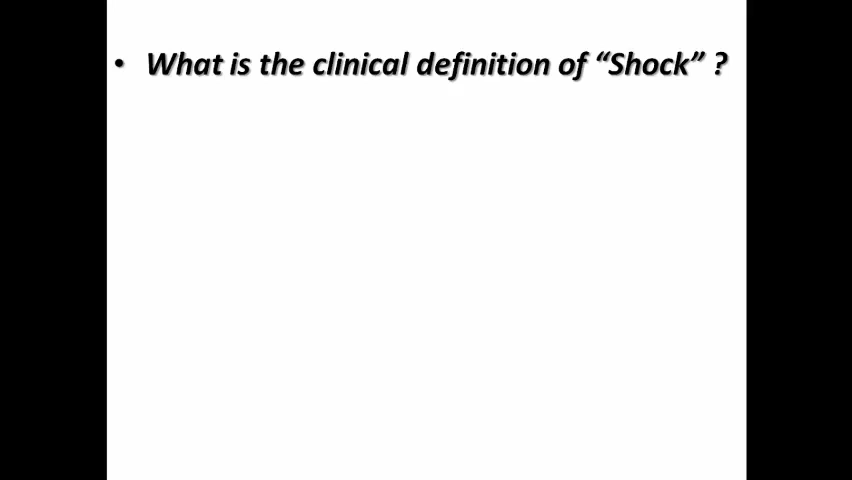 • What is the clinical definition of “Shock” ?